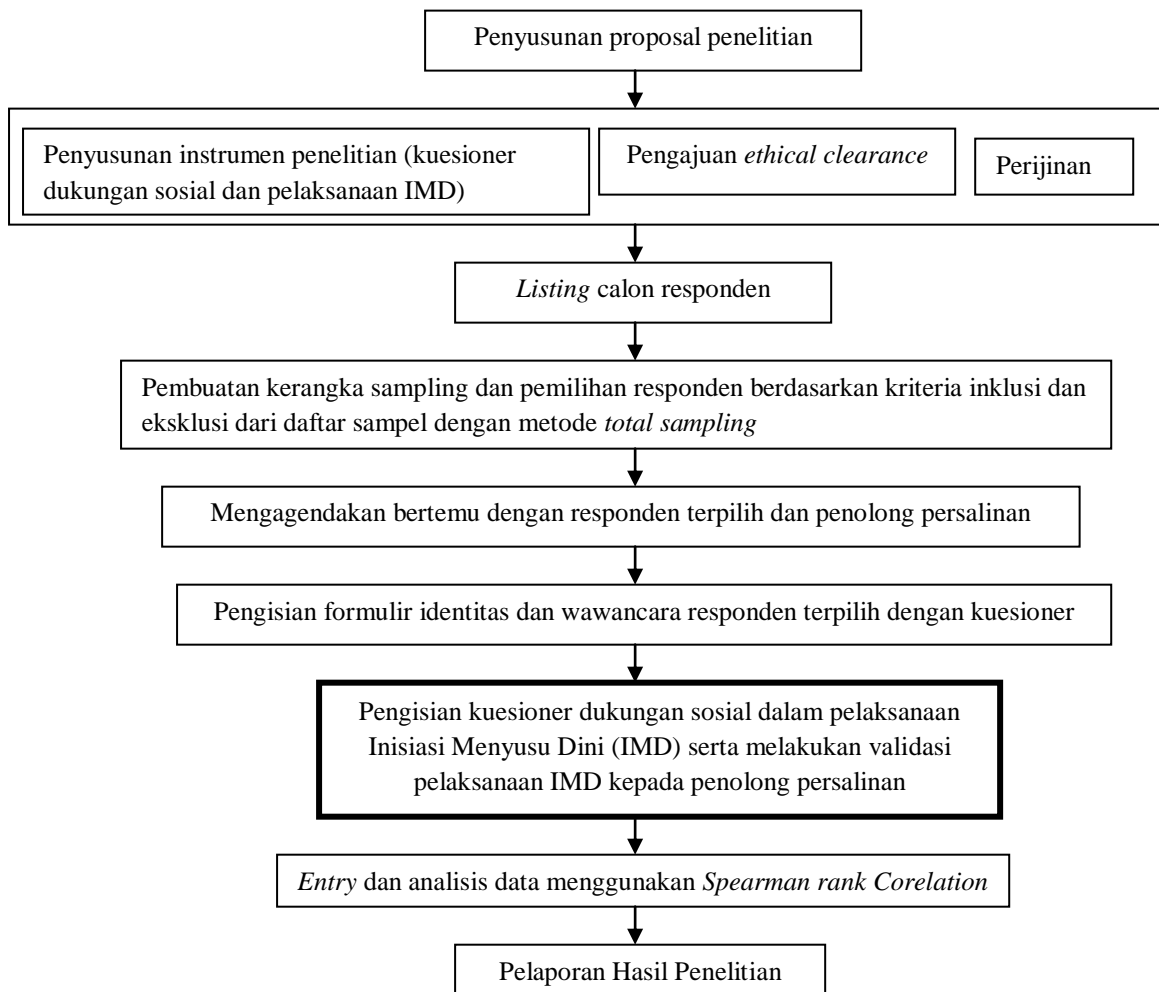 Penyusunan proposal penelitian
Penyusunan instrumen penelitian (kuesioner
dukungan sosial dan pelaksanaan IMD)
Pengajuan ethical clearance
Perijinan
Listing calon responden
Pembuatan kerangka sampling dan pemilihan responden berdasarkan kriteria inklusi dan
eksklusi dari daftar sampel dengan metode total sampling
Mengagendakan bertemu dengan responden terpilih dan penolong persalinan
Pengisian formulir identitas dan wawancara responden terpilih dengan kuesioner
Pengisian kuesioner dukungan sosial dalam pelaksanaan
Inisiasi Menyusu Dini (IMD) serta melakukan validasi
pelaksanaan IMD kepada penolong persalinan
Entry dan analisis data menggunakan Spearman rank Corelation
Pelaporan Hasil Penelitian